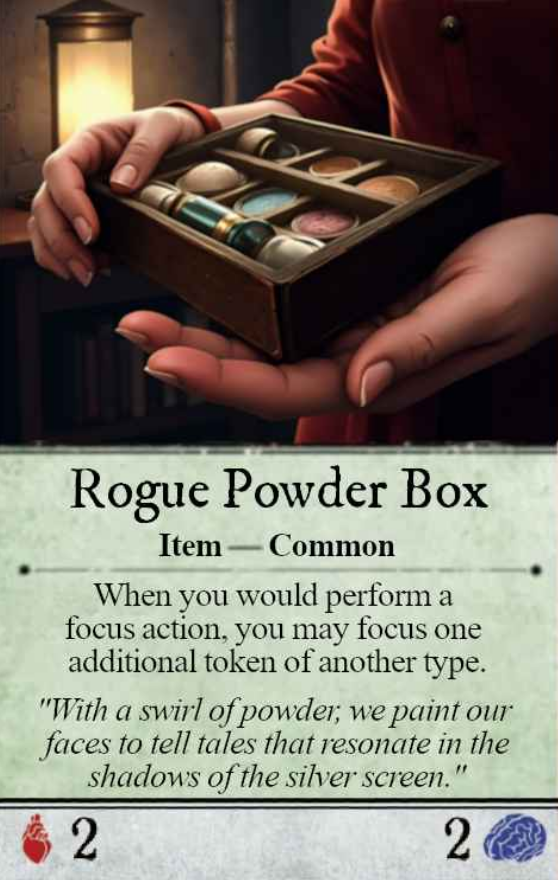 Rogue Powder Box
Item — Common
When you would perform a
focus action, you may focus one
additional token of another type.
"With a swirl of powder, we paint our
faces to tell tales that resonate in the
shadows of the silver screen."
2 2